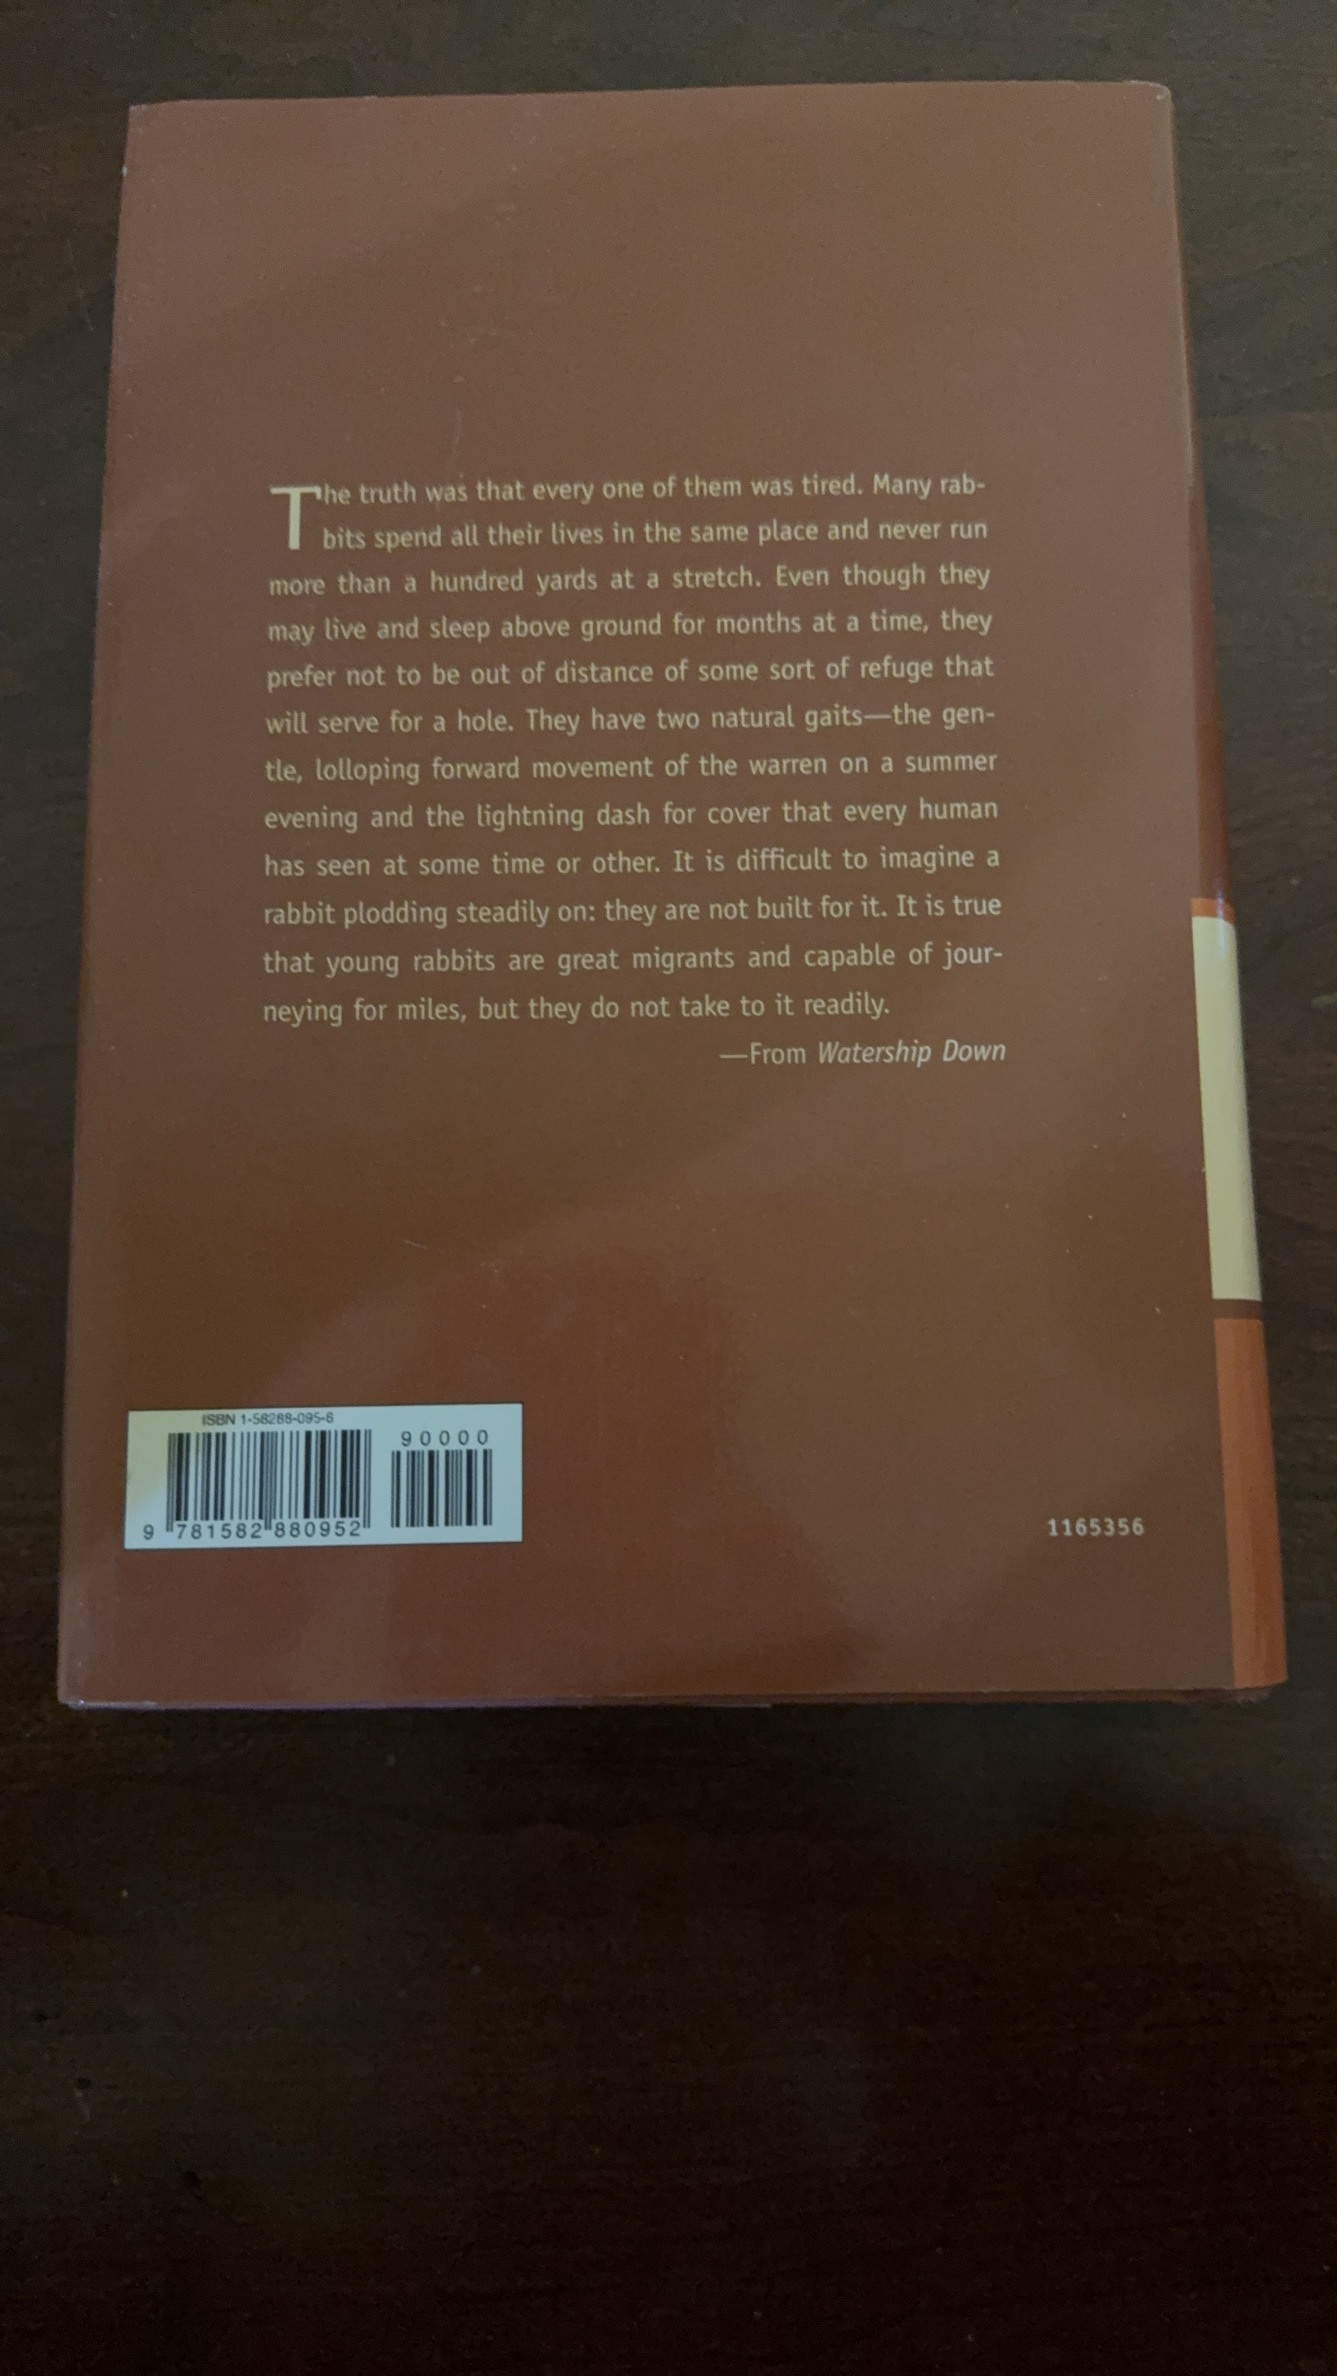 The truth was that every one of them was tired. Many rab-
bits spend all their lives in the same place and never run
more than a hundred yards at a stretch. Even though they
may live and sleep above ground for months at a time, they
prefer not to be out of distance of some sort of refuge that
will serve for a hole. They have two natural gaits—the gen-
tle, lolloping forward movement of the warren on a summer
evening and the lightning dash for cover that every human
has seen at some time or other. It is difficult to imagine a
rabbit plodding steadily on: they are not built for it. It is true
that young rabbits are great migrants and capable of jour-
neying for miles, but they do not take to it readily.
—From Watership Down
ISBN 1-58288-095-8
90000
9 781582 880952
1165356